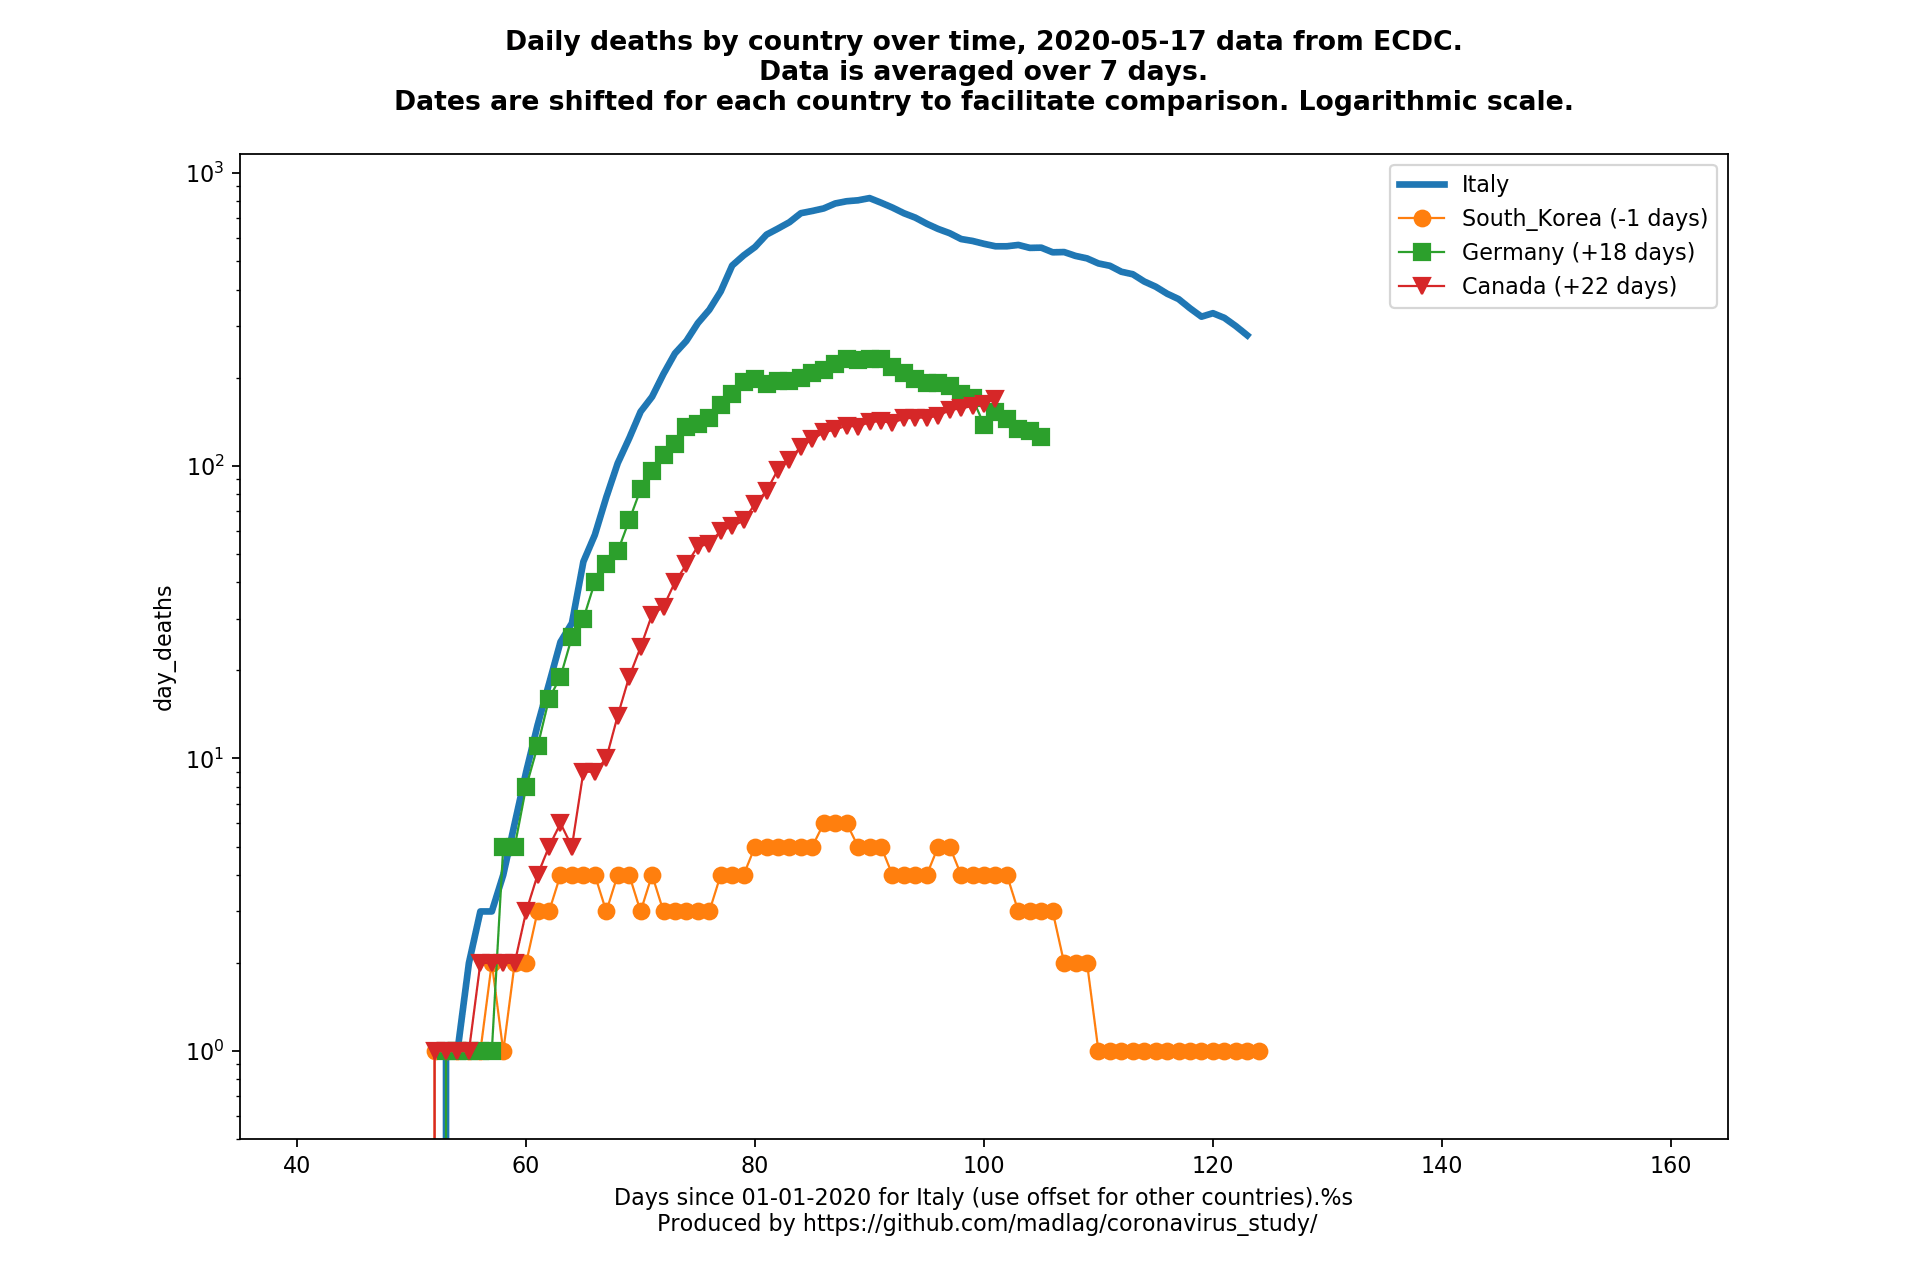 Daily deaths by country over time, 2020-05-17 data from ECDC.
Data is averaged over 7 days.
Dates are shifted for each country to facilitate comparison. Logarithmic scale.
10³
10²
10¹
10⁰
day_deaths
Italy
South_Korea (-1 days)
Germany (+18 days)
Canada (+22 days)
40 60 80 100 120 140 160
Days since 01-01-2020 for Italy (use offset for other countries).%s
Produced by https://github.com/madlag/coronavirus_study/